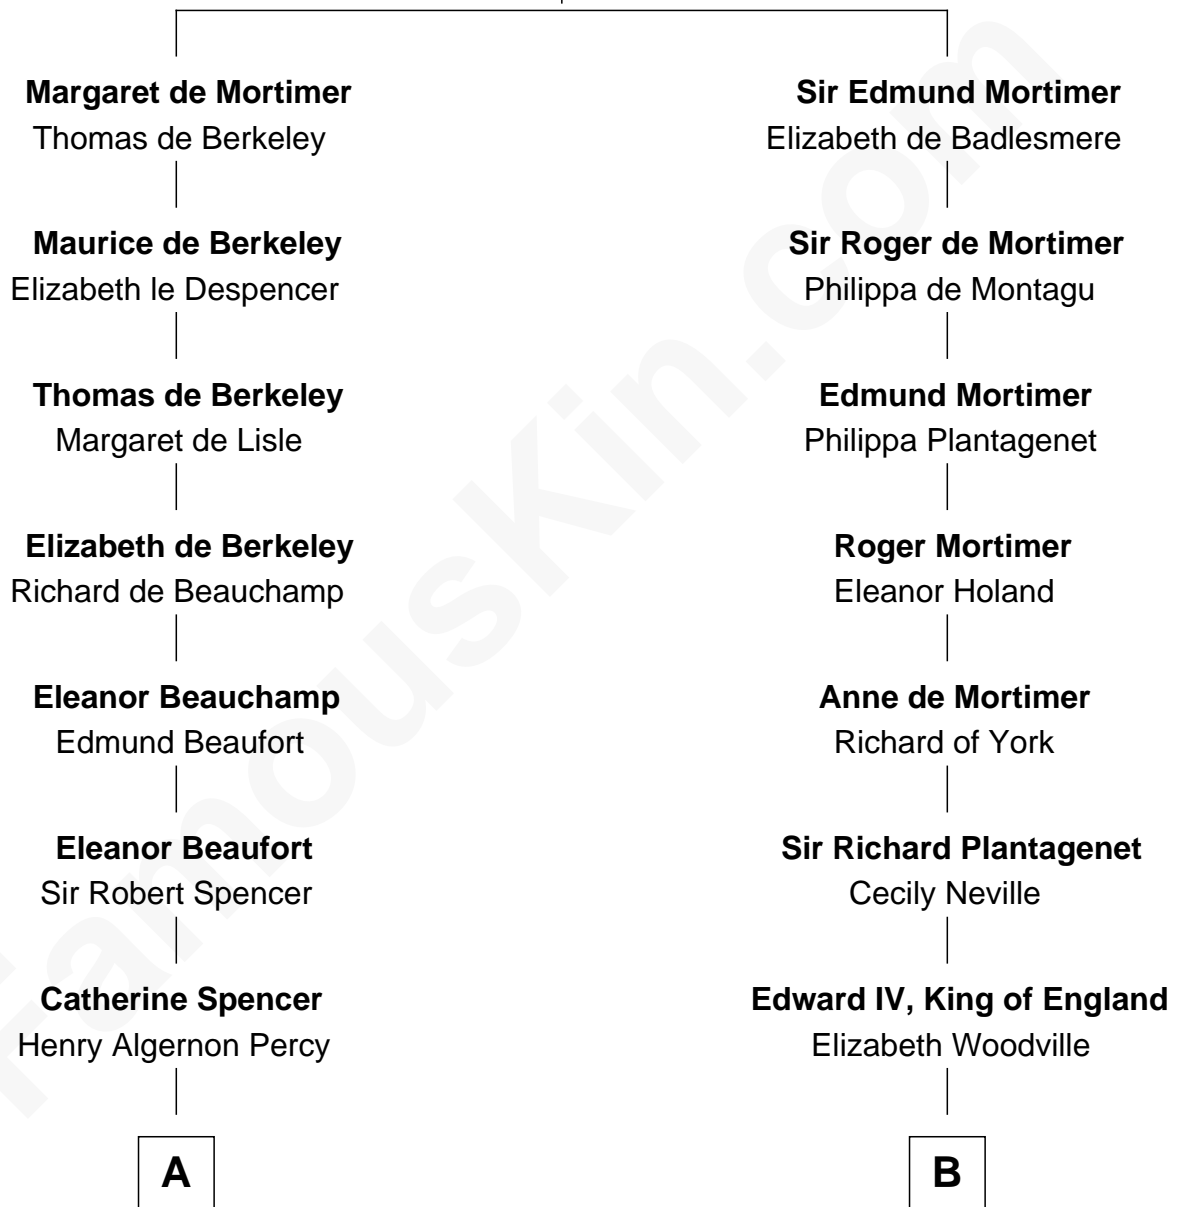 Margaret de Mortimer
Thomas de Berkeley
Sir Edmund Mortimer
Elizabeth de Badlesmere
Maurice de Berkeley
Elizabeth le Despencer
Sir Roger de Mortimer
Philippa de Montagu
Thomas de Berkeley
Margaret de Lisle
Edmund Mortimer
Philippa Plantagenet
Elizabeth de Berkeley
Richard de Beauchamp
Roger Mortimer
Eleanor Holand
Eleanor Beauchamp
Edmund Beaufort
Anne de Mortimer
Richard of York
Eleanor Beaufort
Sir Robert Spencer
Sir Richard Plantagenet
Cecily Neville
Catherine Spencer
Henry Algernon Percy
Edward IV, King of England
Elizabeth Woodville
A
B
FamousKin.com